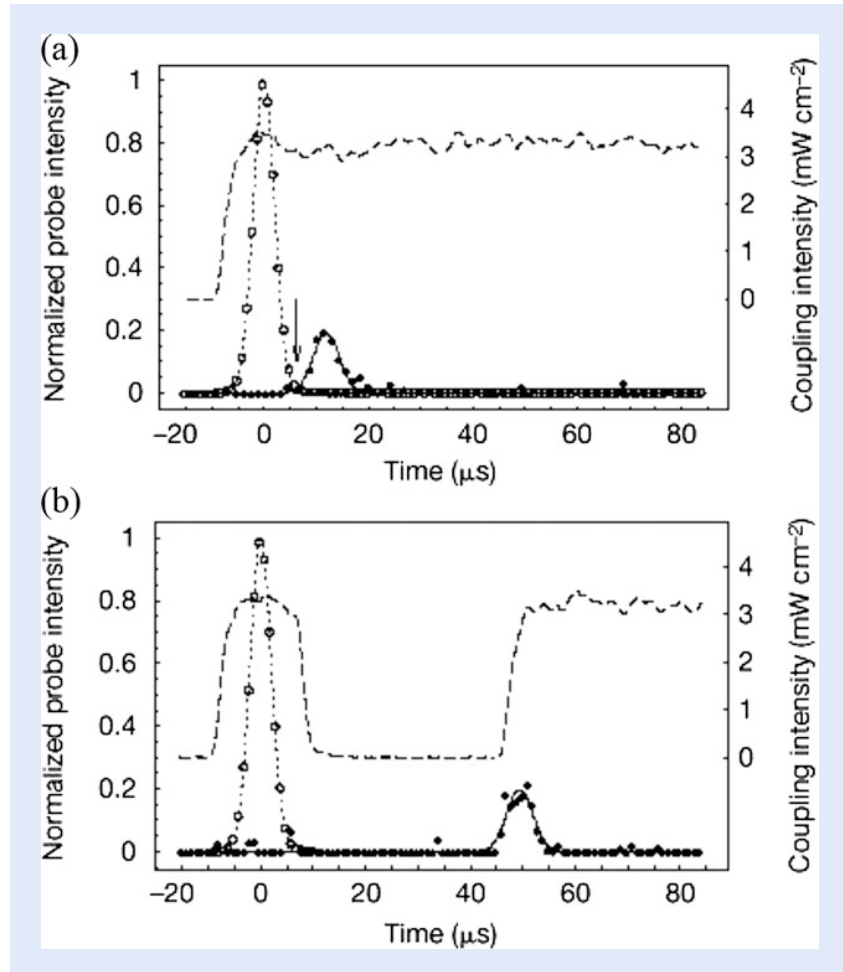 (a)
Normalized probe intensity
1
0.8
0.6
0.4
0.2
0
4
3
2
1
0
Coupling intensity (mW cm⁻²)
−20 0 20 40 60 80
Time (μs)
(b)
Normalized probe intensity
1
0.8
0.6
0.4
0.2
0
4
3
2
1
0
Coupling intensity (mW cm⁻²)
−20 0 20 40 60 80
Time (μs)